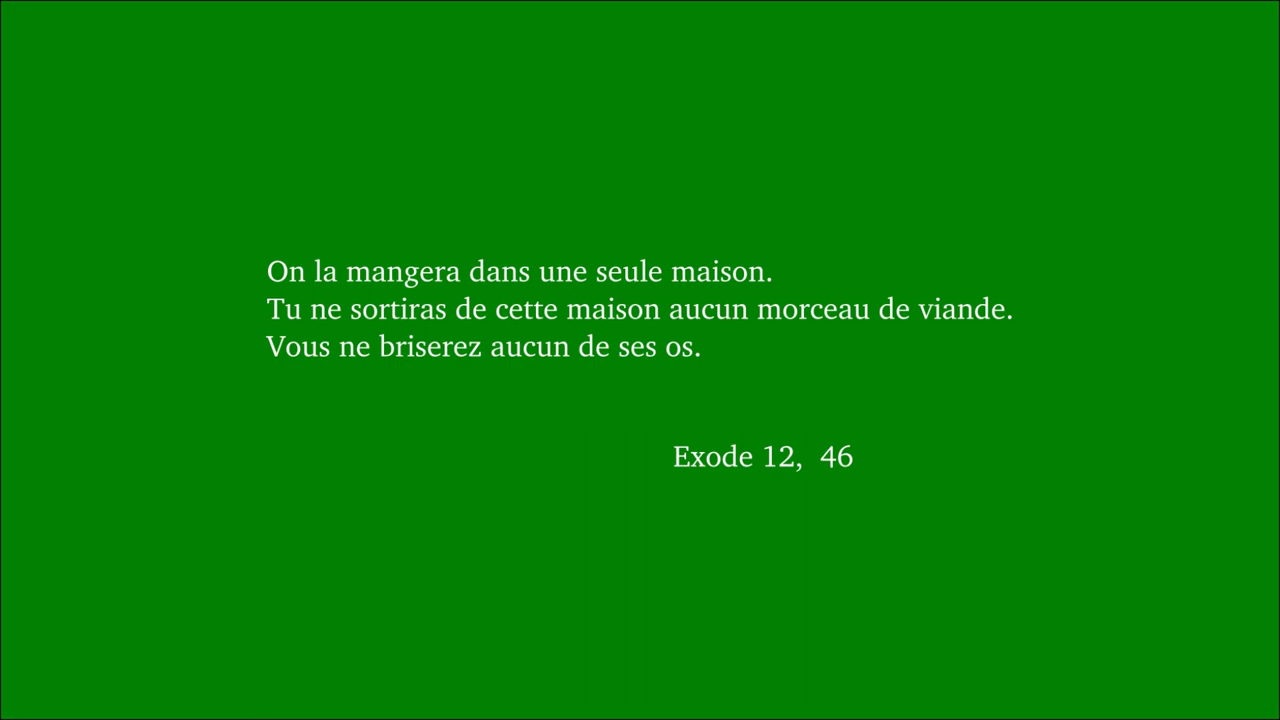 On la mangera dans une seule maison.
Tu ne sortiras de cette maison aucun morceau de viande.
Vous ne briserez aucun de ses os.
Exode 12, 46